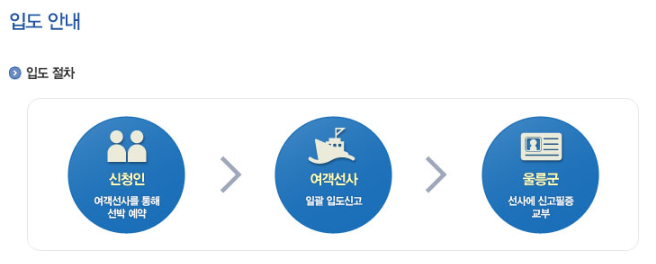 입도 안내
입도 절차
신청인
여객선사를 통해
선박 예약
여객선사
일괄 입도신고
울릉군
선사에 신고필증
교부